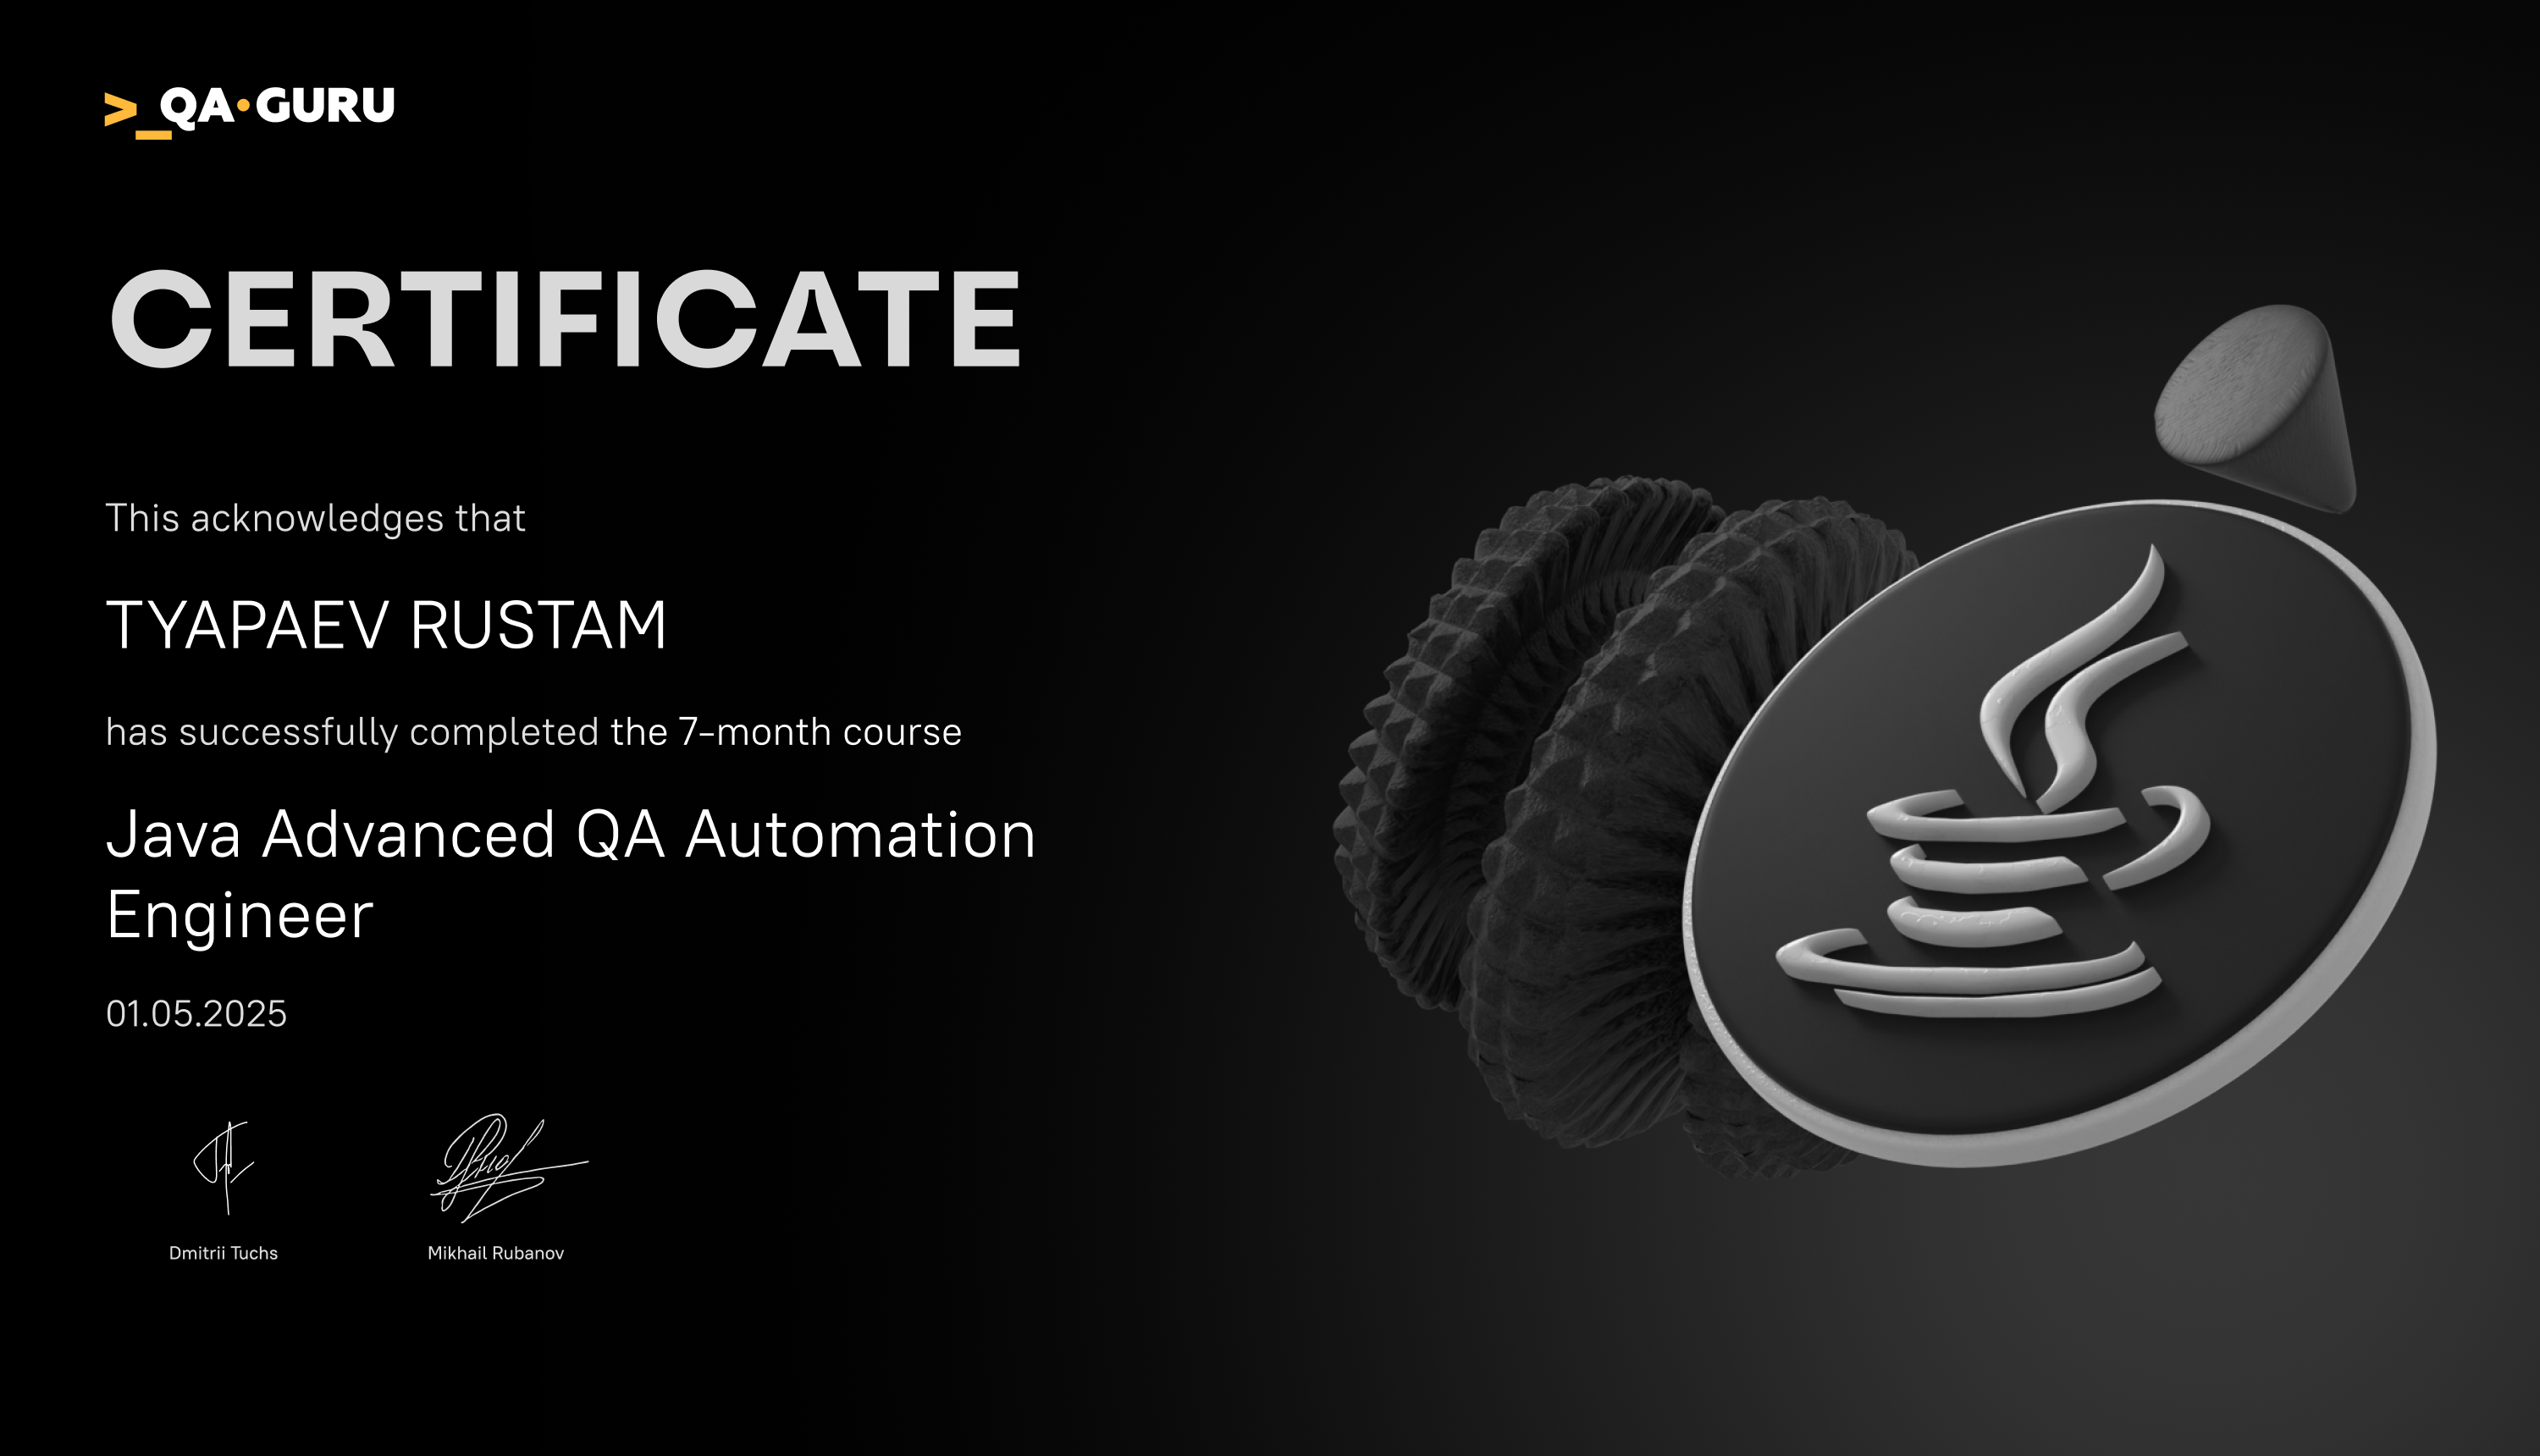 >_QA·GURU
CERTIFICATE
This acknowledges that
TYAPAEV RUSTAM
has successfully completed the 7-month course
Java Advanced QA Automation
Engineer
01.05.2025
Dmitrii Tuchs
Mikhail Rubanov